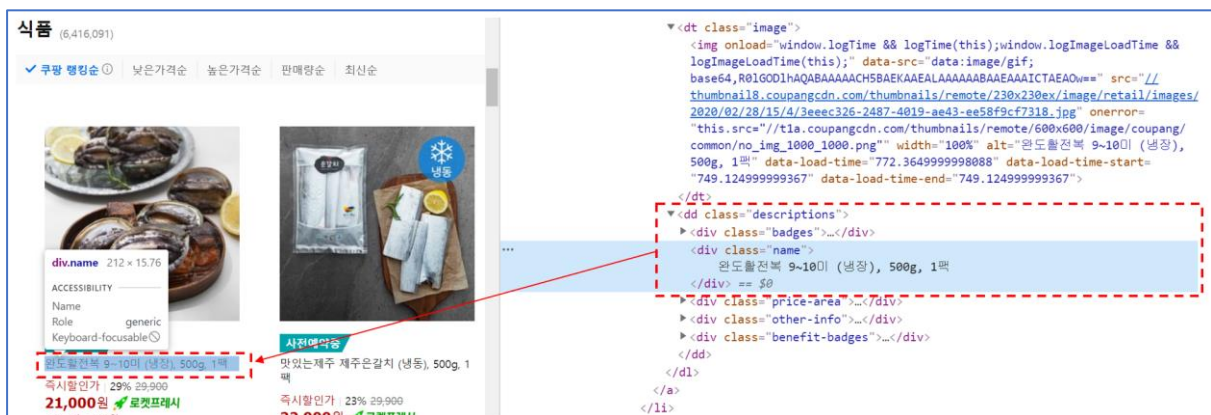 식품 (6,416,091)
✓ 쿠팡 랭킹순 ⓘ 낮은가격순 높은가격순 판매량순 최신순
은갈치
냉동
div.name 212 × 15.76
ACCESSIBILITY
Name
Role generic
Keyboard-focusable
완도활전복 9~10미 (냉장), 500g, 1팩
즉시할인가 29% 29,900
21,000원 로켓프레시
사전예약중
맛있는제주 제주은갈치 (냉동), 500g, 1
팩
즉시할인가 23% 29,900
로켓프레시
▼<dt class="image">
<img onload="window.logTime && logTime(this);window.logImageLoadTime &&
logImageLoadTime(this);" data-src="data:image/gif;
base64,R0lGODlhAQABAAAAACH5BAEKAAEALAAAAAABAAEAAAICTAEAOw==" src="//
thumbnail8.coupangcdn.com/thumbnails/remote/230x230ex/image/retail/images/
2020/02/28/15/4/3eeec326-2487-4019-ae43-ee58f9cf7318.jpg" onerror=
"this.src="//t1a.coupangcdn.com/thumbnails/remote/600x600/image/coupang/
common/no_img_1000_1000.png"" width="100%" alt="완도활전복 9~10미 (냉장),
500g, 1팩" data-load-time="772.3649999998088" data-load-time-start=
"749.124999999367" data-load-time-end="749.124999999367">
</dt>
▼<dd class="descriptions">
▶<div class="badges">…</div>
<div class="name">
완도활전복 9~10미 (냉장), 500g, 1팩
</div> == $0
▶<div class="price-area">…</div>
▶<div class="other-info">…</div>
▶<div class="benefit-badges">…</div>
</dd>
</dl>
</a>
</li>